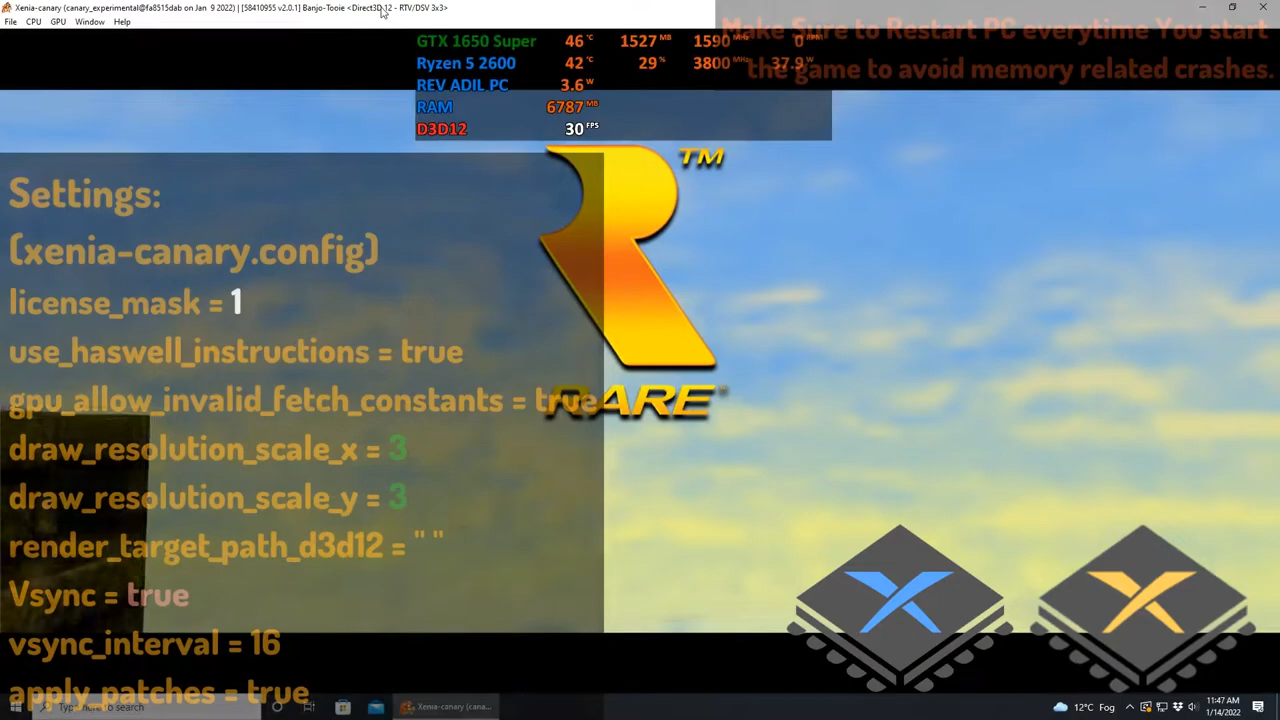 Xenia-canary (canary_experimental@fa8515dab on Jan 9 2022) | [58410955 v2.0.1] Banjo-Tooie <Direct3D 12 - RTV/DSV 3x3>
File CPU GPU Window Help
Make Sure to Restart PC everytime You start
the game to avoid memory related crashes.
GTX 1650 Super 46 °C 1527 MB 1590 MHz 0 RPM
Ryzen 5 2600 42 °C 29 % 3800 MHz 37.9 W
REV ADIL PC 3.6 W
RAM 6787 MB
D3D12 30 FPS
TM
RARE
Settings:
(xenia-canary.config)
license_mask = 1
use_haswell_instructions = true
gpu_allow_invalid_fetch_constants = true
draw_resolution_scale_x = 3
draw_resolution_scale_y = 3
render_target_path_d3d12 = " "
Vsync = true
vsync_interval = 16
apply_patches = true
Type here to search
Xenia-canary (cana...
12°C Fog
11:47 AM
1/14/2022